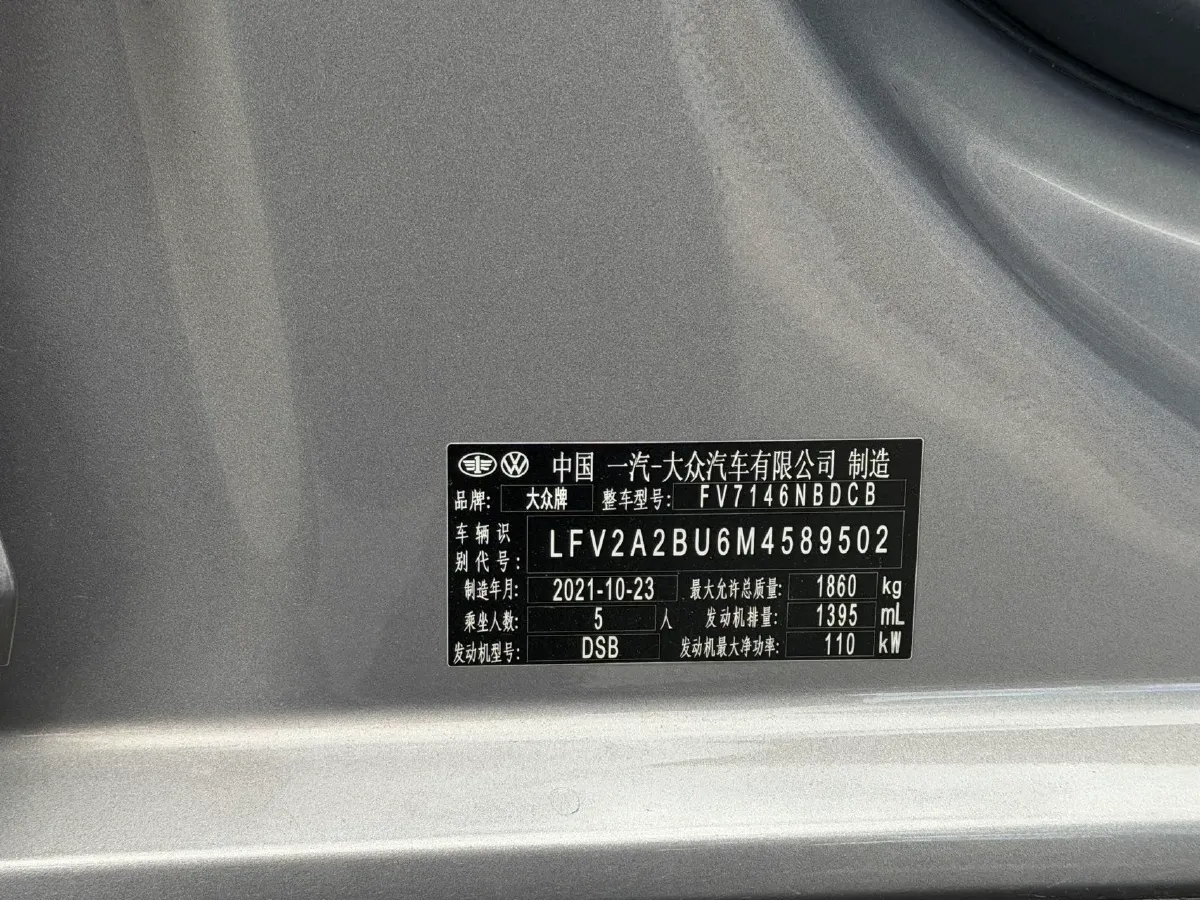 中国 一汽-大众汽车有限公司 制造
品牌: 大众牌 整车型号: FV7146NBDCB
车辆识
别代号: LFV2A2BU6M4589502
制造年月: 2021-10-23 最大允许总质量: 1860 kg
乘坐人数: 5 人 发动机排量: 1395 mL
发动机型号: DSB 发动机最大净功率: 110 kW